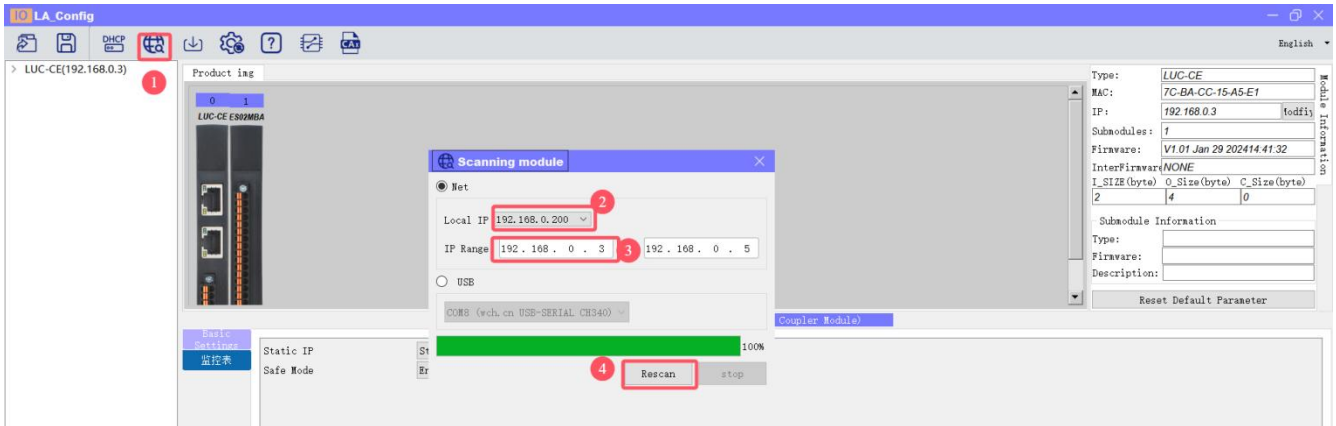 IO LA_Config
DHCP
?
CAT
English
> LUC-CE(192.168.0.3)
1
Product img
0 1
LUC-CE ES02MBA
Scanning module
Net
2
Local IP 192.168.0.200
IP Range 192 . 168 . 0 . 3 3 192 . 168 . 0 . 5
USB
COM8 (wch.cn USB-SERIAL CH340)
100%
4
Rescan stop
Coupler Module)
Basic
Settings
监控表
Static IP St
Safe Mode
Type: LUC-CE
MAC: 7C-BA-CC-15-A5-E1
IP: 192.168.0.3
Submodules: 1
Firmware: V1.01 Jan 29 202414:41:32
InterFirmware NONE
I_SIZE(byte) O_Size(byte) C_Size(byte)
2 4 0
Submodule Information
Type:
Firmware:
Description:
Reset Default Parameter
Module Information